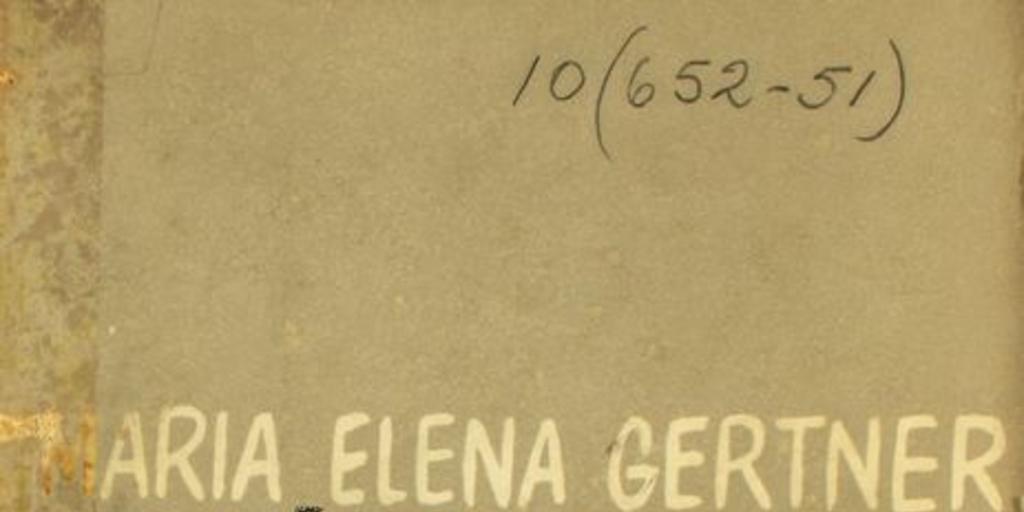 10(652-51)
MARIA ELENA GERTNER